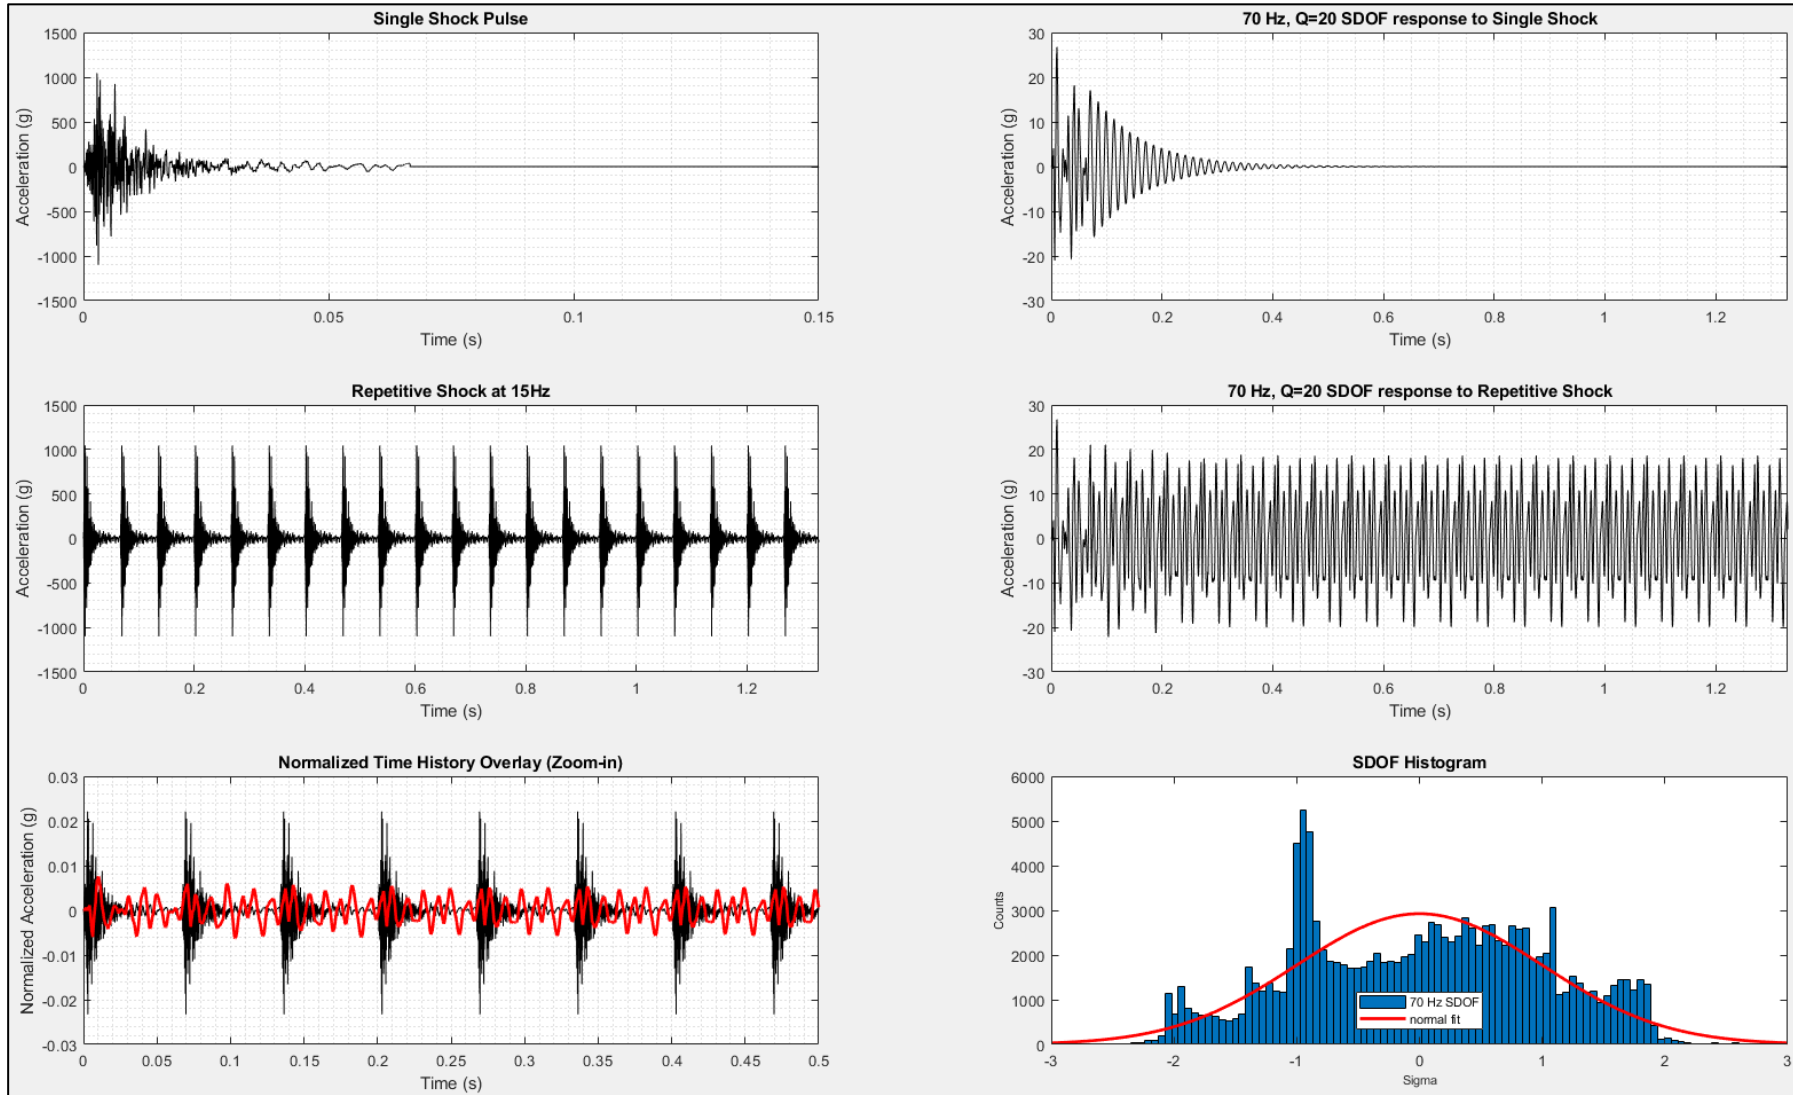 Single Shock Pulse
1500
1000
500
0
-500
-1000
-1500
Acceleration (g)
0 0.05 0.1 0.15
Time (s)
70 Hz, Q=20 SDOF response to Single Shock
30
20
10
0
-10
-20
-30
Acceleration (g)
0 0.2 0.4 0.6 0.8 1 1.2
Time (s)
Repetitive Shock at 15Hz
1500
1000
500
0
-500
-1000
-1500
Acceleration (g)
0 0.2 0.4 0.6 0.8 1 1.2
Time (s)
70 Hz, Q=20 SDOF response to Repetitive Shock
30
20
10
0
-10
-20
-30
Acceleration (g)
0 0.2 0.4 0.6 0.8 1 1.2
Time (s)
Normalized Time History Overlay (Zoom-in)
0.03
0.02
0.01
0
-0.01
-0.02
-0.03
Normalized Acceleration (g)
0 0.05 0.1 0.15 0.2 0.25 0.3 0.35 0.4 0.45 0.5
Time (s)
SDOF Histogram
6000
5000
4000
3000
2000
1000
0
Counts
70 Hz SDOF
normal fit
-3 -2 -1 0 1 2 3
Sigma